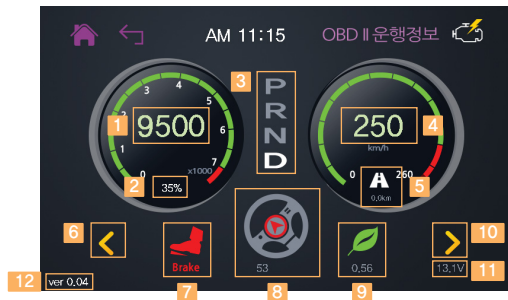 AM 11:15 OBD II 운행정보
3 4
2 5
1 6
0 7
x1000
1 9500
2 35%
3 P
R
N
D
250 4
km/h
0 260
0,0km 5
6
Brake
7
53
8
0,56
9
10
13,1V 11
12 ver 0.04